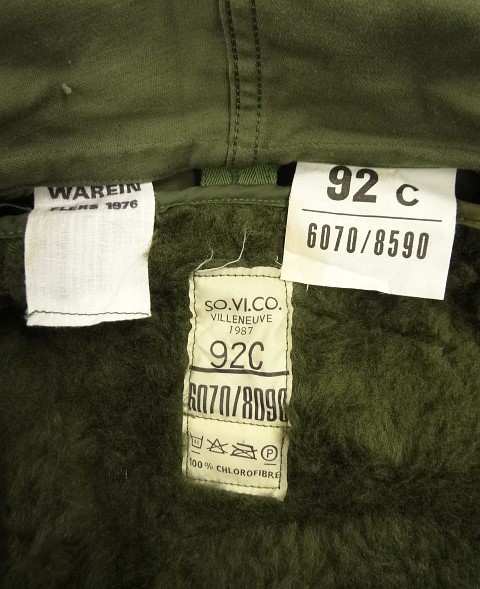 WAREIN
FLERS 1976
92 C
6070/8590
SO.VI.CO.
VILLENEUVE
1987
92C
6070/8090
P
100% CHLOROFIBRE